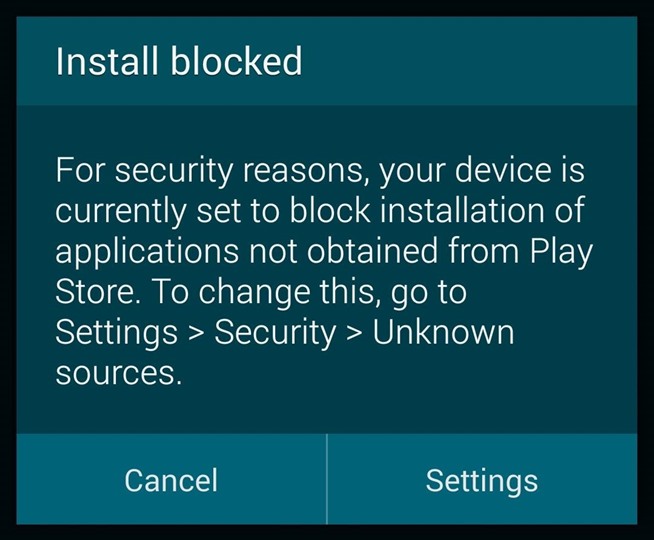 Install blocked
For security reasons, your device is
currently set to block installation of
applications not obtained from Play
Store. To change this, go to
Settings > Security > Unknown
sources.
Cancel
Settings